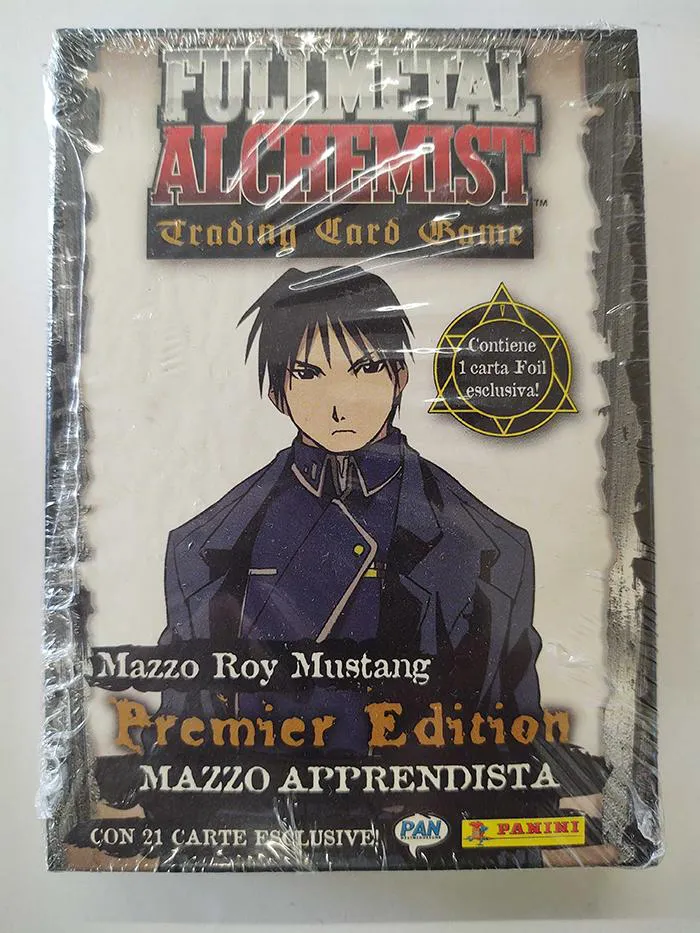 FULLMETAL
ALCHEMIST™
Trading Card Game
Contiene
1 carta Foil
esclusiva!
Mazzo Roy Mustang
Premier Edition
MAZZO APPRENDISTA
CON 21 CARTE ESCLUSIVE!
PAN
PANINI